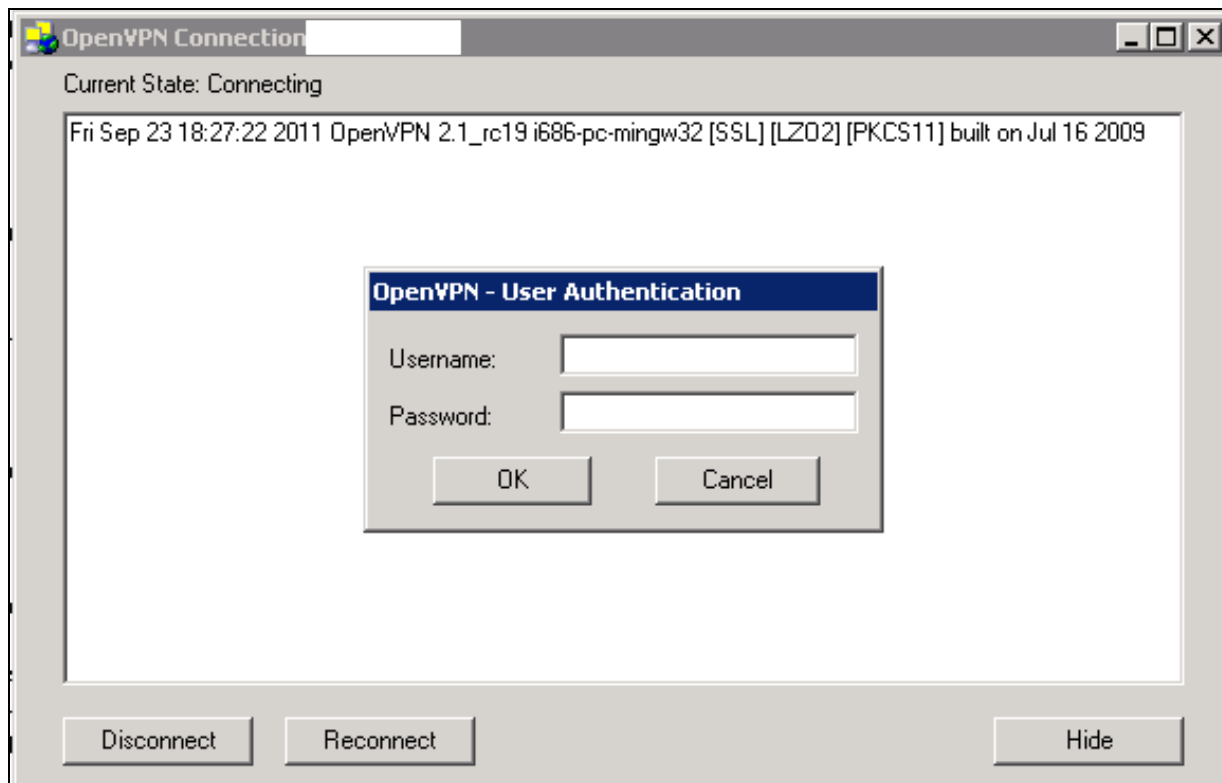 OpenVPN Connection
Current State: Connecting
Fri Sep 23 18:27:22 2011 OpenVPN 2.1_rc19 i686-pc-mingw32 [SSL] [LZO2] [PKCS11] built on Jul 16 2009
OpenVPN - User Authentication
Username:
Password:
OK Cancel
Disconnect Reconnect Hide